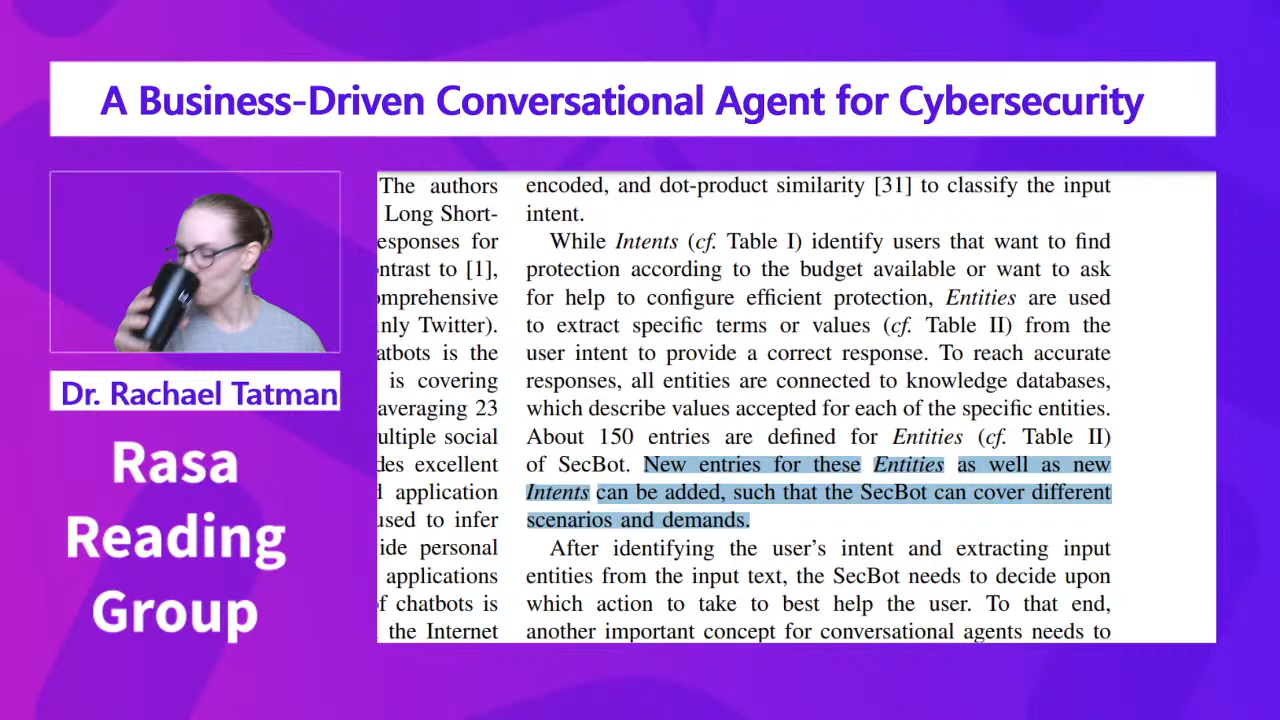 A Business-Driven Conversational Agent for Cybersecurity
Dr. Rachael Tatman
Rasa
Reading
Group
The authors
Long Short-
esponses for
ntrast to [1],
omprehensive
inly Twitter).
atbots is the
is covering
averaging 23
ultiple social
des excellent
d application
used to infer
ide personal
applications
of chatbots is
the Internet
encoded, and dot-product similarity [31] to classify the input
intent.
While Intents (cf. Table I) identify users that want to find
protection according to the budget available or want to ask
for help to configure efficient protection, Entities are used
to extract specific terms or values (cf. Table II) from the
user intent to provide a correct response. To reach accurate
responses, all entities are connected to knowledge databases,
which describe values accepted for each of the specific entities.
About 150 entries are defined for Entities (cf. Table II)
of SecBot. New entries for these Entities as well as new
Intents can be added, such that the SecBot can cover different
scenarios and demands.
After identifying the user's intent and extracting input
entities from the input text, the SecBot needs to decide upon
which action to take to best help the user. To that end,
another important concept for conversational agents needs to